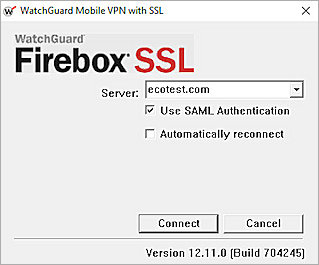 WatchGuard Mobile VPN with SSL
WatchGuard
Firebox SSL
Server: ecotest.com
Use SAML Authentication
Automatically reconnect
Connect Cancel
Version 12.11.0 (Build 704245)